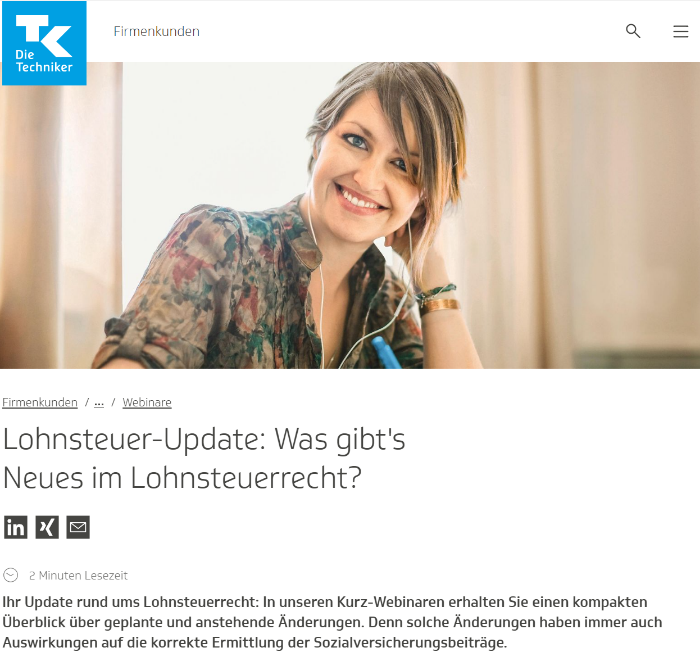 TK
Die
Techniker
Firmenkunden
Firmenkunden / ... / Webinare
Lohnsteuer-Update: Was gibt's
Neues im Lohnsteuerrecht?
in
2 Minuten Lesezeit
Ihr Update rund ums Lohnsteuerrecht: In unseren Kurz-Webinaren erhalten Sie einen kompakten
Überblick über geplante und anstehende Änderungen. Denn solche Änderungen haben immer auch
Auswirkungen auf die korrekte Ermittlung der Sozialversicherungsbeiträge.